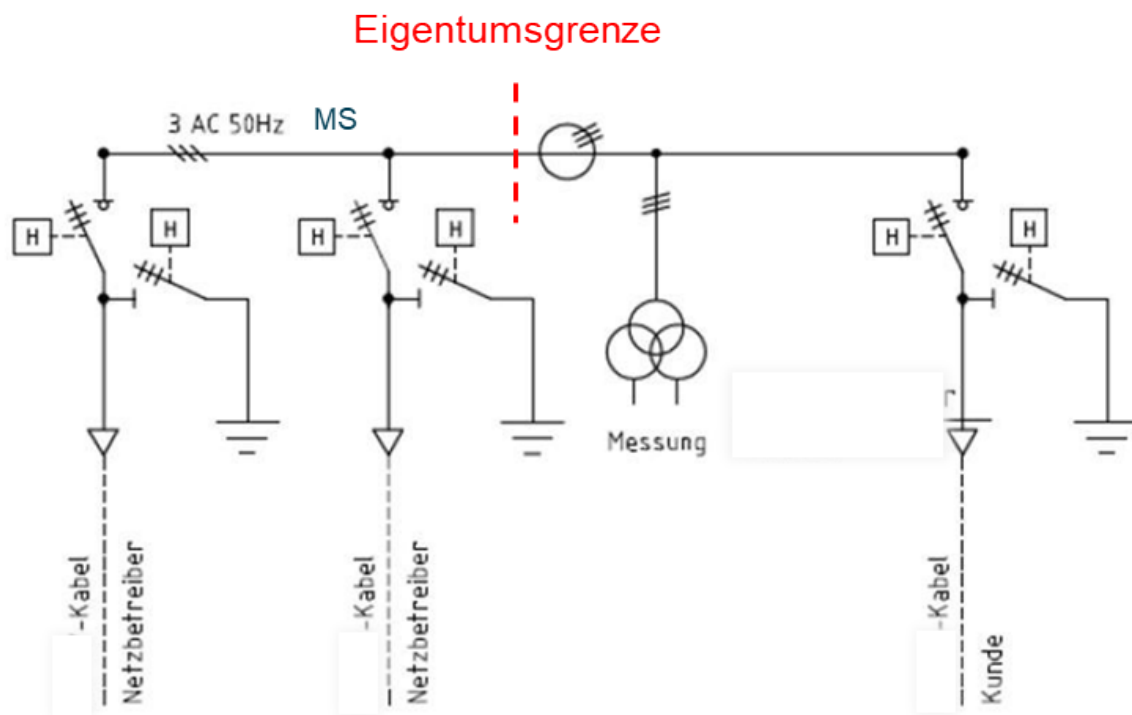 Eigentumsgrenze
3 AC 50Hz MS
H
H
H
H
H
H
Messung
-Kabel
Netzbetreiber
-Kabel
Netzbetreiber
-Kabel
Kunde